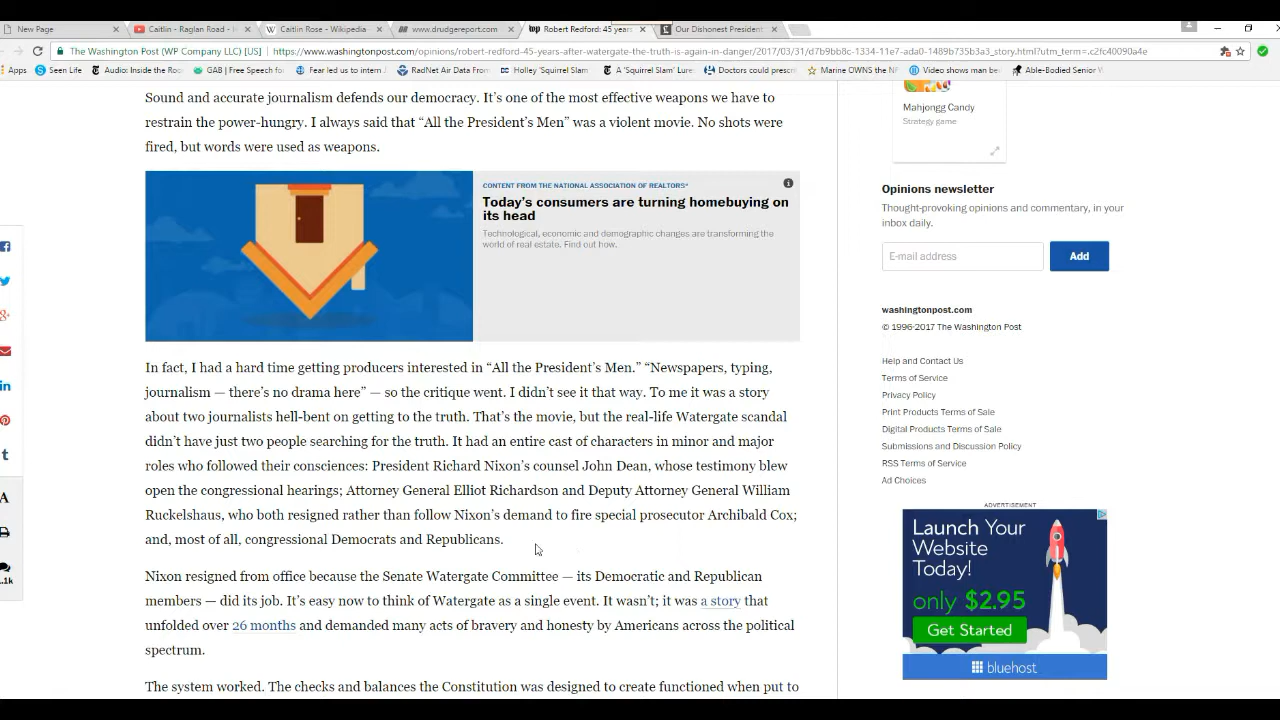 New Page
Caitlin - Raglan Road - I
Caitlin Rose - Wikipedia
www.drudgereport.com
wp Robert Redford: 45 years
Our Dishonest President
The Washington Post (WP Company LLC) [US] | https://www.washingtonpost.com/opinions/robert-redford-45-years-after-watergate-the-truth-is-again-in-danger/2017/03/31/d7b9bb8c-1334-11e7-ada0-1489b735b3a3_story.html?utm_term=.c2fc40090a4e
Apps
Seen Life
Audio: Inside the Roo
GAB | Free Speech fo
Fear led us to intern J
RadNet Air Data From
Holley 'Squirrel Slam
A 'Squirrel Slam' Lure
Doctors could prescr
Marine OWNS the NF
Video shows man be
Able-Bodied Senior W
Sound and accurate journalism defends our democracy. It's one of the most effective weapons we have to
restrain the power-hungry. I always said that “All the President's Men” was a violent movie. No shots were
fired, but words were used as weapons.
CONTENT FROM THE NATIONAL ASSOCIATION OF REALTORS®
Today's consumers are turning homebuying on
its head
Technological, economic and demographic changes are transforming the
world of real estate. Find out how.
In fact, I had a hard time getting producers interested in “All the President's Men.” “Newspapers, typing,
journalism — there's no drama here” — so the critique went. I didn't see it that way. To me it was a story
about two journalists hell-bent on getting to the truth. That's the movie, but the real-life Watergate scandal
didn't have just two people searching for the truth. It had an entire cast of characters in minor and major
roles who followed their consciences: President Richard Nixon's counsel John Dean, whose testimony blew
open the congressional hearings; Attorney General Elliot Richardson and Deputy Attorney General William
Ruckelshaus, who both resigned rather than follow Nixon's demand to fire special prosecutor Archibald Cox;
and, most of all, congressional Democrats and Republicans.
Nixon resigned from office because the Senate Watergate Committee — its Democratic and Republican
members — did its job. It's easy now to think of Watergate as a single event. It wasn't; it was a story that
unfolded over 26 months and demanded many acts of bravery and honesty by Americans across the political
spectrum.
The system worked. The checks and balances the Constitution was designed to create functioned when put to
.1k
Mahjongg Candy
Strategy game
Opinions newsletter
Thought-provoking opinions and commentary, in your
inbox daily.
E-mail address
Add
washingtonpost.com
© 1996-2017 The Washington Post
Help and Contact Us
Terms of Service
Privacy Policy
Print Products Terms of Sale
Digital Products Terms of Sale
Submissions and Discussion Policy
RSS Terms of Service
Ad Choices
ADVERTISEMENT
Launch Your
Website
Today!
only $2.95
Get Started
bluehost